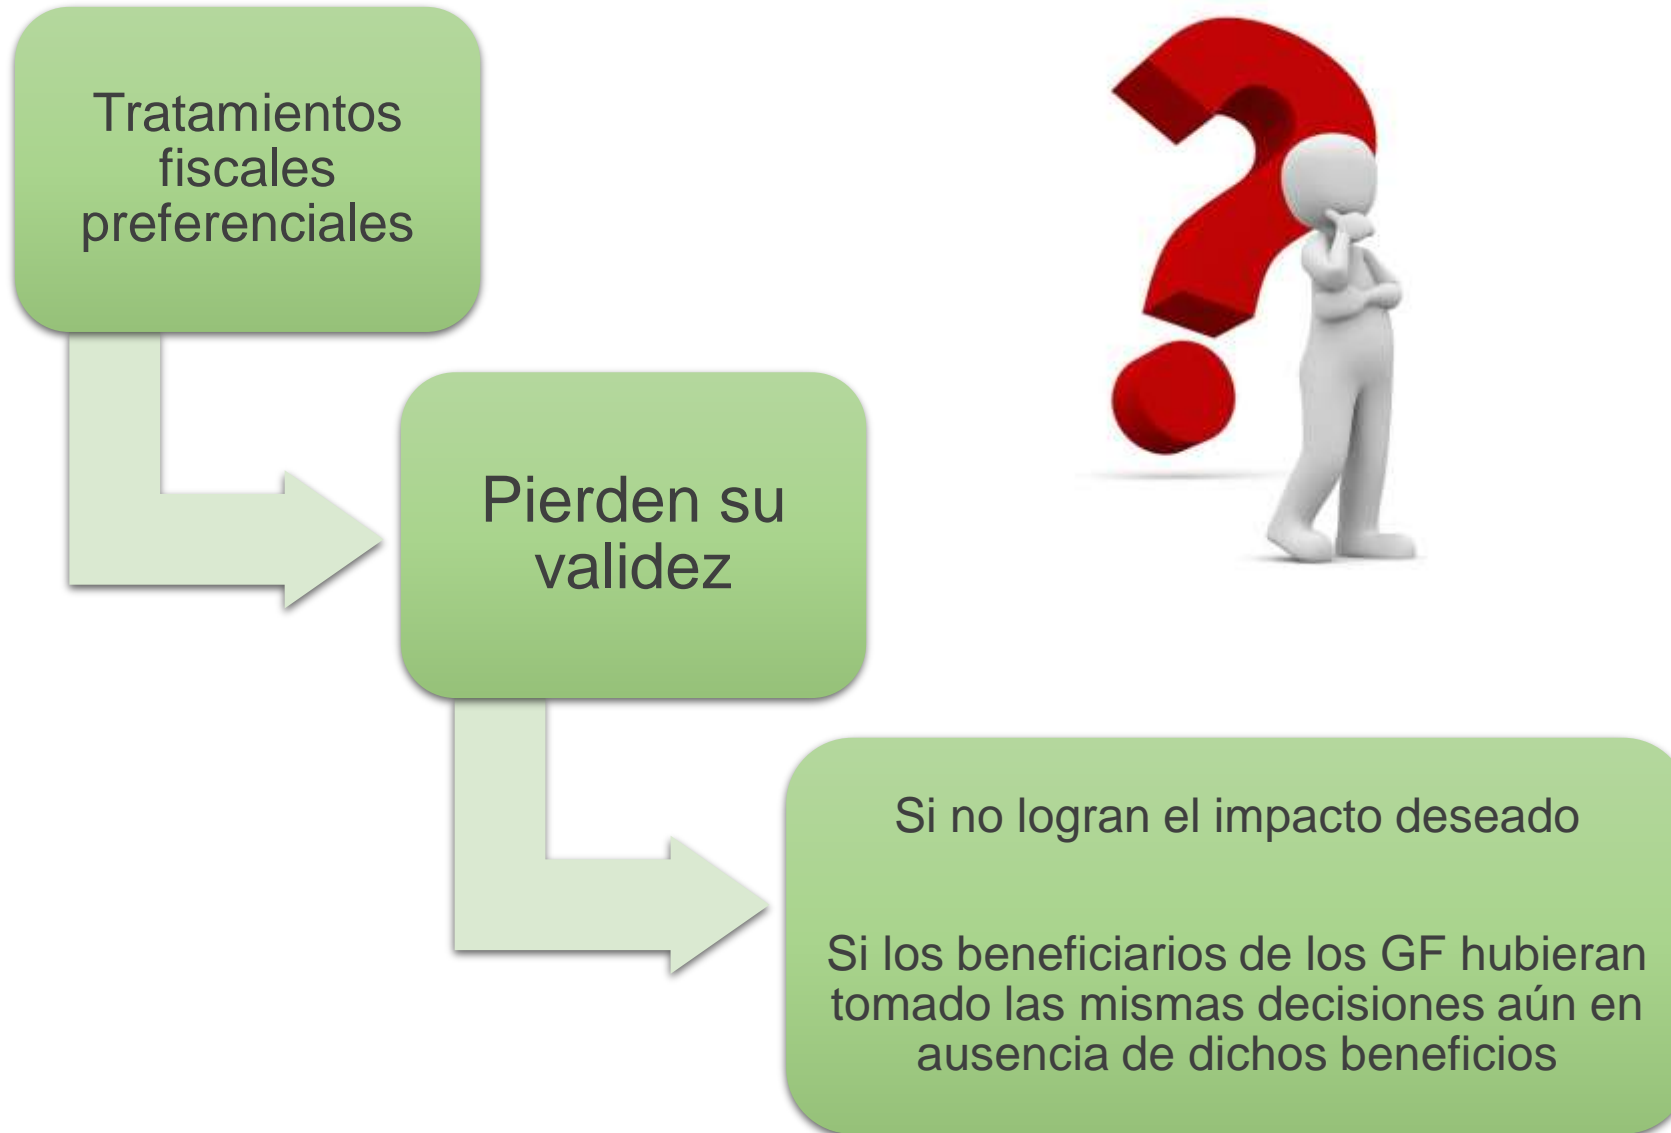 Tratamientos
fiscales
preferenciales
Pierden su
validez
Si no logran el impacto deseado
Si los beneficiarios de los GF hubieran
tomado las mismas decisiones aún en
ausencia de dichos beneficios